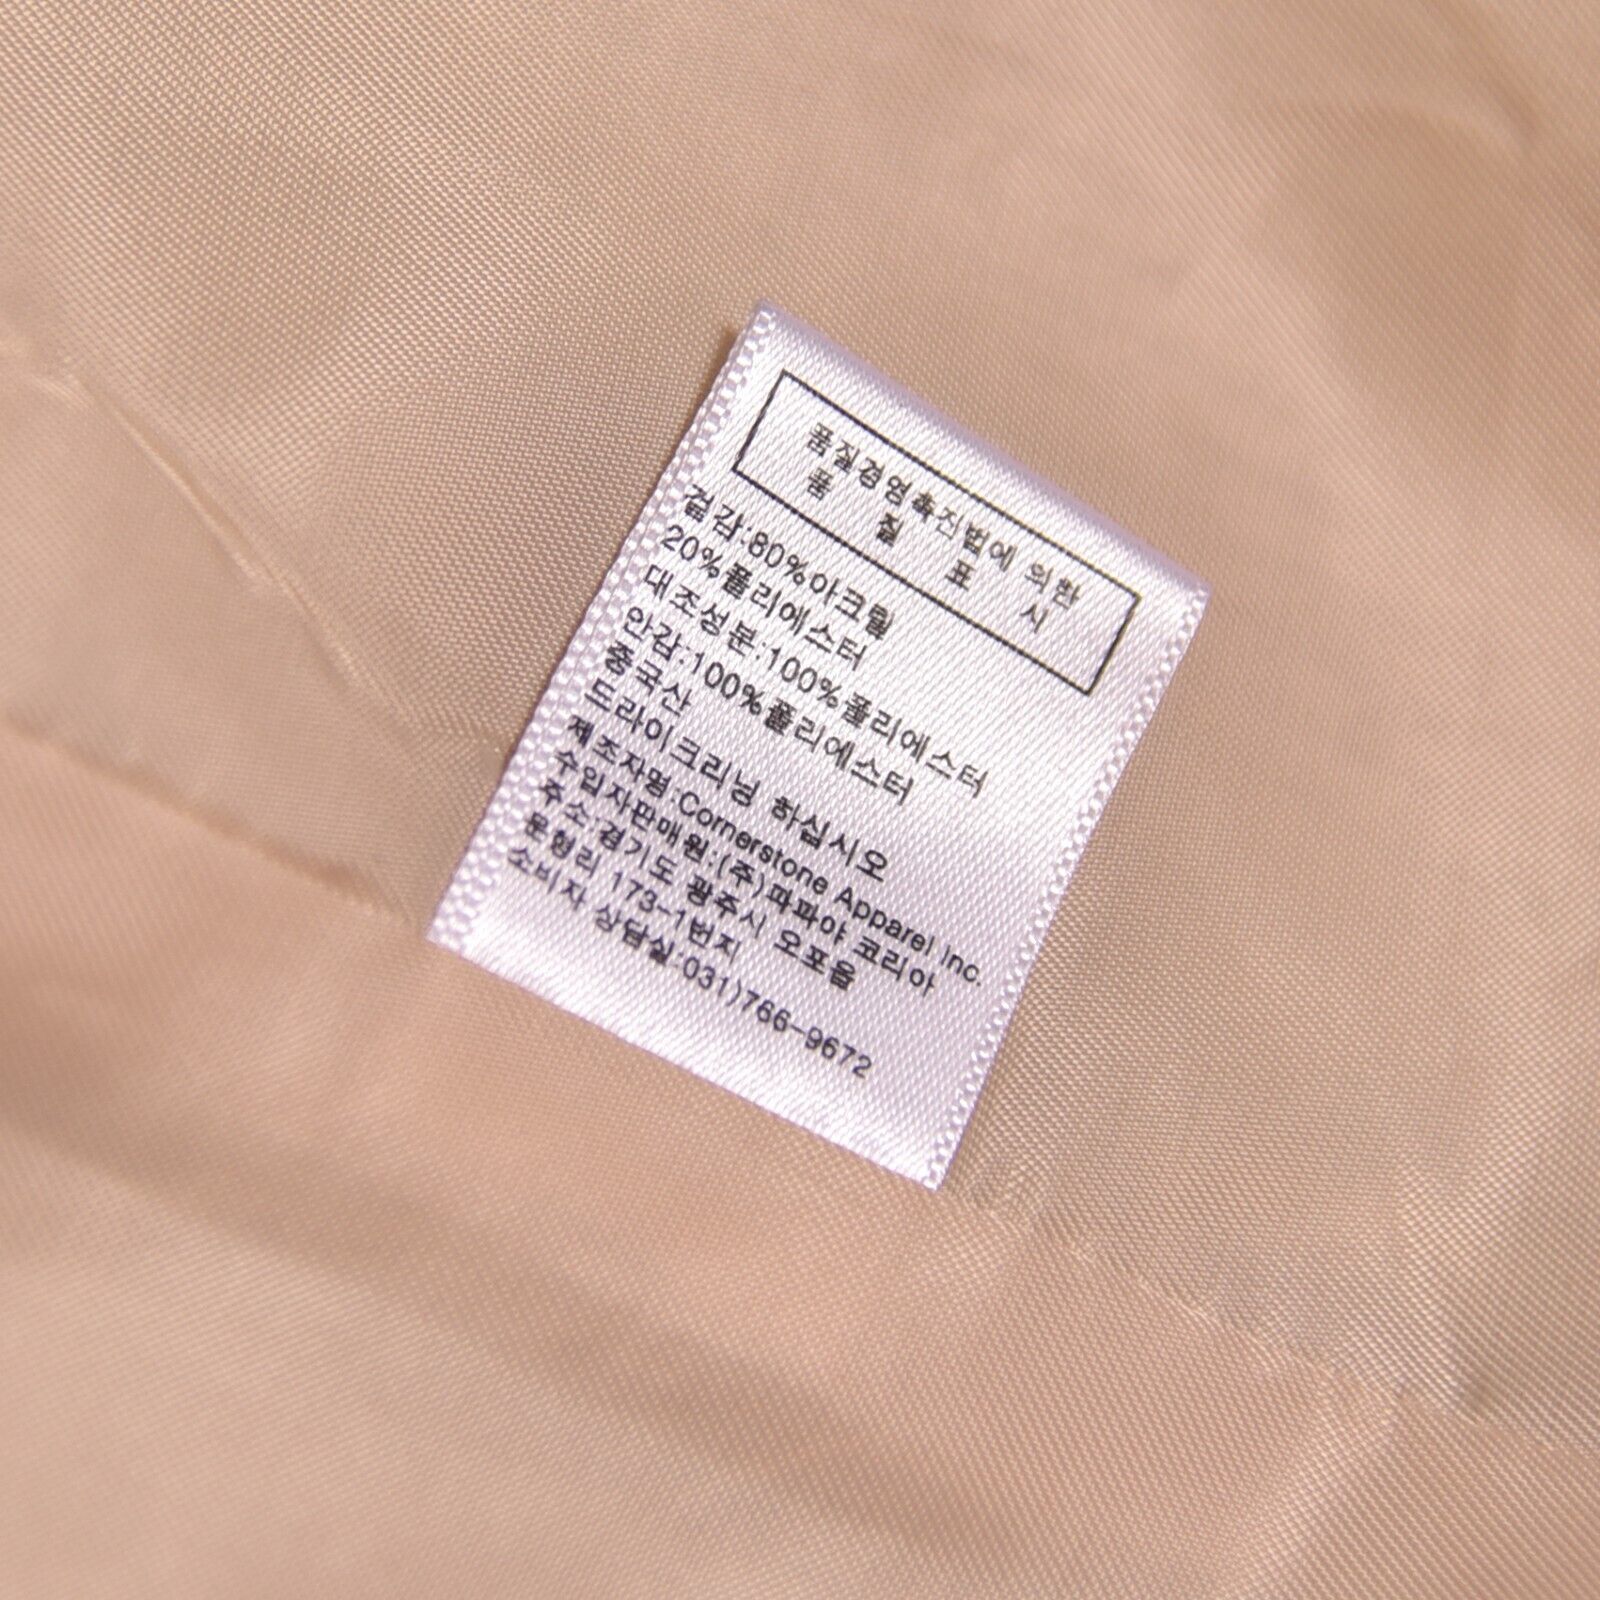 품질경영촉진법에 의한
품 질 표 시
겉감:80%아크릴
20%폴리에스터
대조성분:100%폴리에스터
안감:100%폴리에스터
중국산
드라이크리닝 하십시오
제조자명:Cornerstone Apparel Inc.
수입자판매원:(주)파파야 코리아
주소:경기도 광주시 오포읍
문형리 173-1번지
소비자 상담실:031)766-9672